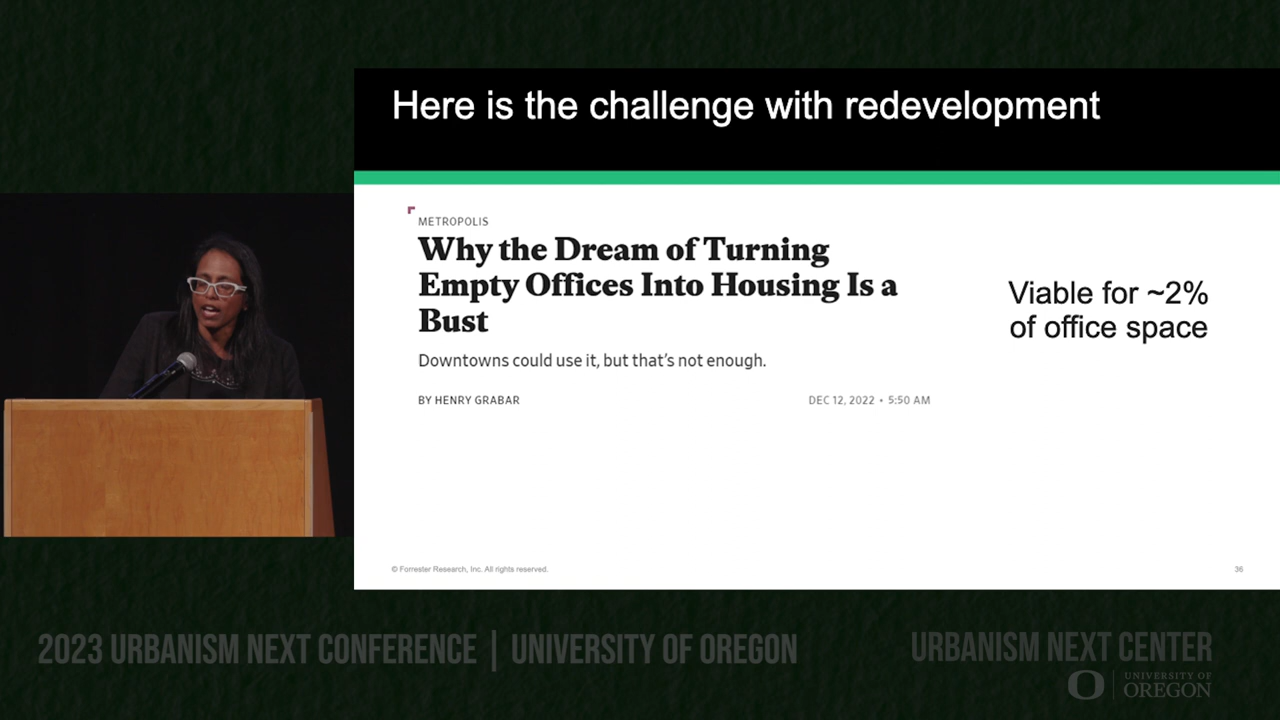 Here is the challenge with redevelopment
METROPOLIS
Why the Dream of Turning
Empty Offices Into Housing Is a
Bust
Downtowns could use it, but that's not enough.
BY HENRY GRABAR
DEC 12, 2022 • 5:50 AM
Viable for ~2%
of office space
© Forrester Research, Inc. All rights reserved.
36
2023 URBANISM NEXT CONFERENCE | UNIVERSITY OF OREGON
URBANISM NEXT CENTER
O | UNIVERSITY OF
OREGON